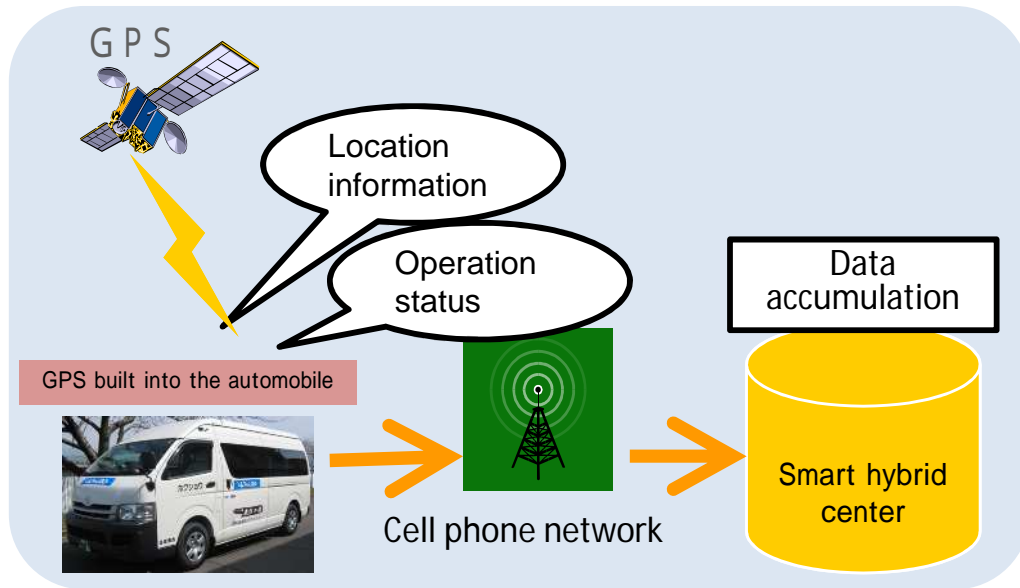 GPS
Location
information
Operation
status
Data
accumulation
GPS built into the automobile
Cell phone network
Smart hybrid
center